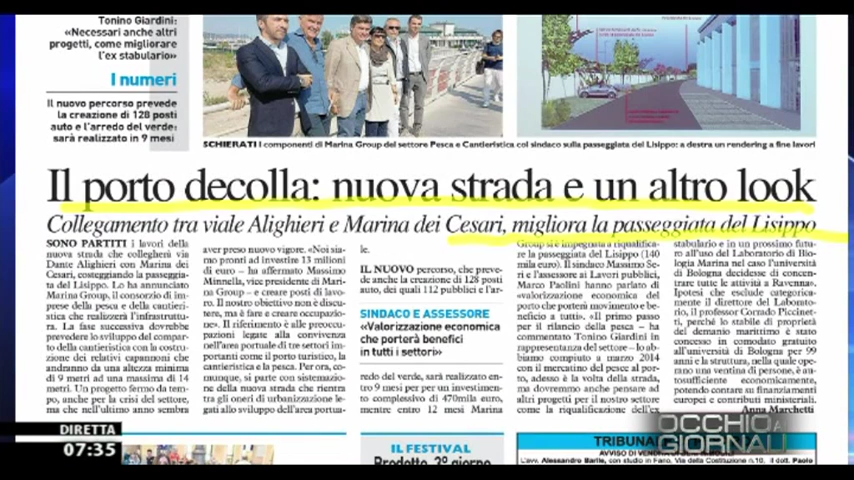 Tonino Giardini:
«Necessari anche altri
progetti, come migliorare
l'ex stabulario»
I numeri
Il nuovo percorso prevede
la creazione di 128 posti
auto e l'arredo del verde:
sarà realizzato in 9 mesi
SCHIERATI I componenti di Marina Group del settore Pesca e Cantieristica col sindaco sulla passeggiata del Lisippo: a destra un rendering a fine lavori
Il porto decolla: nuova strada e un altro look
Collegamento tra viale Alighieri e Marina dei Cesari, migliora la passeggiata del Lisippo
SONO PARTITI i lavori della
nuova strada che collegherà via
Dante Alighieri con Marina dei
Cesari, costeggiando la passeggia-
ta del Lisippo. Lo ha annunciato
Marina Group, il consorzio di im-
prese della pesca e della cantieri-
stica che realizzerà l'infrastruttu-
ra. La fase successiva dovrebbe
prevedere lo sviluppo del compar-
to della cantieristica con la costru-
zione dei relativi capannoni che
andranno da una altezza minima
di 9 metri ad una massima di 14
metri. Un progetto fermo da tem-
po, anche per la crisi del settore,
ma che nell'ultimo anno sembra
aver preso nuovo vigore. «Noi sia-
mo pronti ad investire 13 milioni
di euro – ha affermato Massimo
Minnella, vice presidente di Mari-
na Group – e creare posti di lavo-
ro. Il nostro obiettivo non è discu-
tere, ma è fare e creare occupazio-
ne». Il riferimento è alle preoccu-
pazioni legate alla convivenza
nell'area portuale di tre settori im-
portanti come il porto turistico, la
cantieristica e la pesca. Per ora, co-
munque, si parte con sistemazio-
ne della nuova strada che rientra
tra gli oneri di urbanizzazione le-
gati allo sviluppo dell'area portua-
le.
IL NUOVO percorso, che preve-
de anche la creazione di 128 posti
auto, dei quali 112 pubblici e l'ar-
SINDACO E ASSESSORE
«Valorizzazione economica
che porterà benefici
in tutti i settori»
redo del verde, sarà realizzato en-
tro 9 mesi per per un investimen-
to complessivo di 470mila euro,
mentre entro 12 mesi Marina
Group si è impegnata a riqualifica-
re la passeggiata del Lisippo (140
mila euro). Il sindaco Massimo Se-
ri e l'assessore ai Lavori pubblici,
Marco Paolini hanno parlato di
«valorizzazione economica del
porto che porterà movimento e be-
neficio a tutti». «Il primo passo
per il rilancio della pesca – ha
commentato Tonino Giardini in
rappresentanza del settore – lo ab-
biamo compiuto a marzo 2014
con il mercatino del pesce al por-
to, adesso è la volta della strada,
ma dovremmo anche pensare ad
altri progetti per il nostro settore
come la riqualificazione dell'ex
stabulario e in un prossimo futu-
ro all'uso del Laboratorio di Bio-
logia Marina nel caso l'università
di Bologna decidesse di concen-
trare tutte le attività a Ravenna».
Ipotesi che esclude categoricamen-
te il direttore del Laborato-
rio, il professor Corrado Piccinet-
ti, perché lo stabile di proprietà
del demanio marittimo è stato
concesso in comodato gratuito
all'università di Bologna per 99
anni e la struttura, nella quale ope-
rano una ventina di persone, è au-
tosufficiente economicamente,
potendo contare su finanziamenti
europei e contributi ministeriali.
Anna Marchetti
IL FESTIVAL
Prodotto, 3° giorno
TRIBUNA
L'avv. Alessandro Barile, con studio in Fano, Via della Costituzione n.10, il dott. Paolo
DIRETTA
07:35
OCCHIO AI
GIORNALI